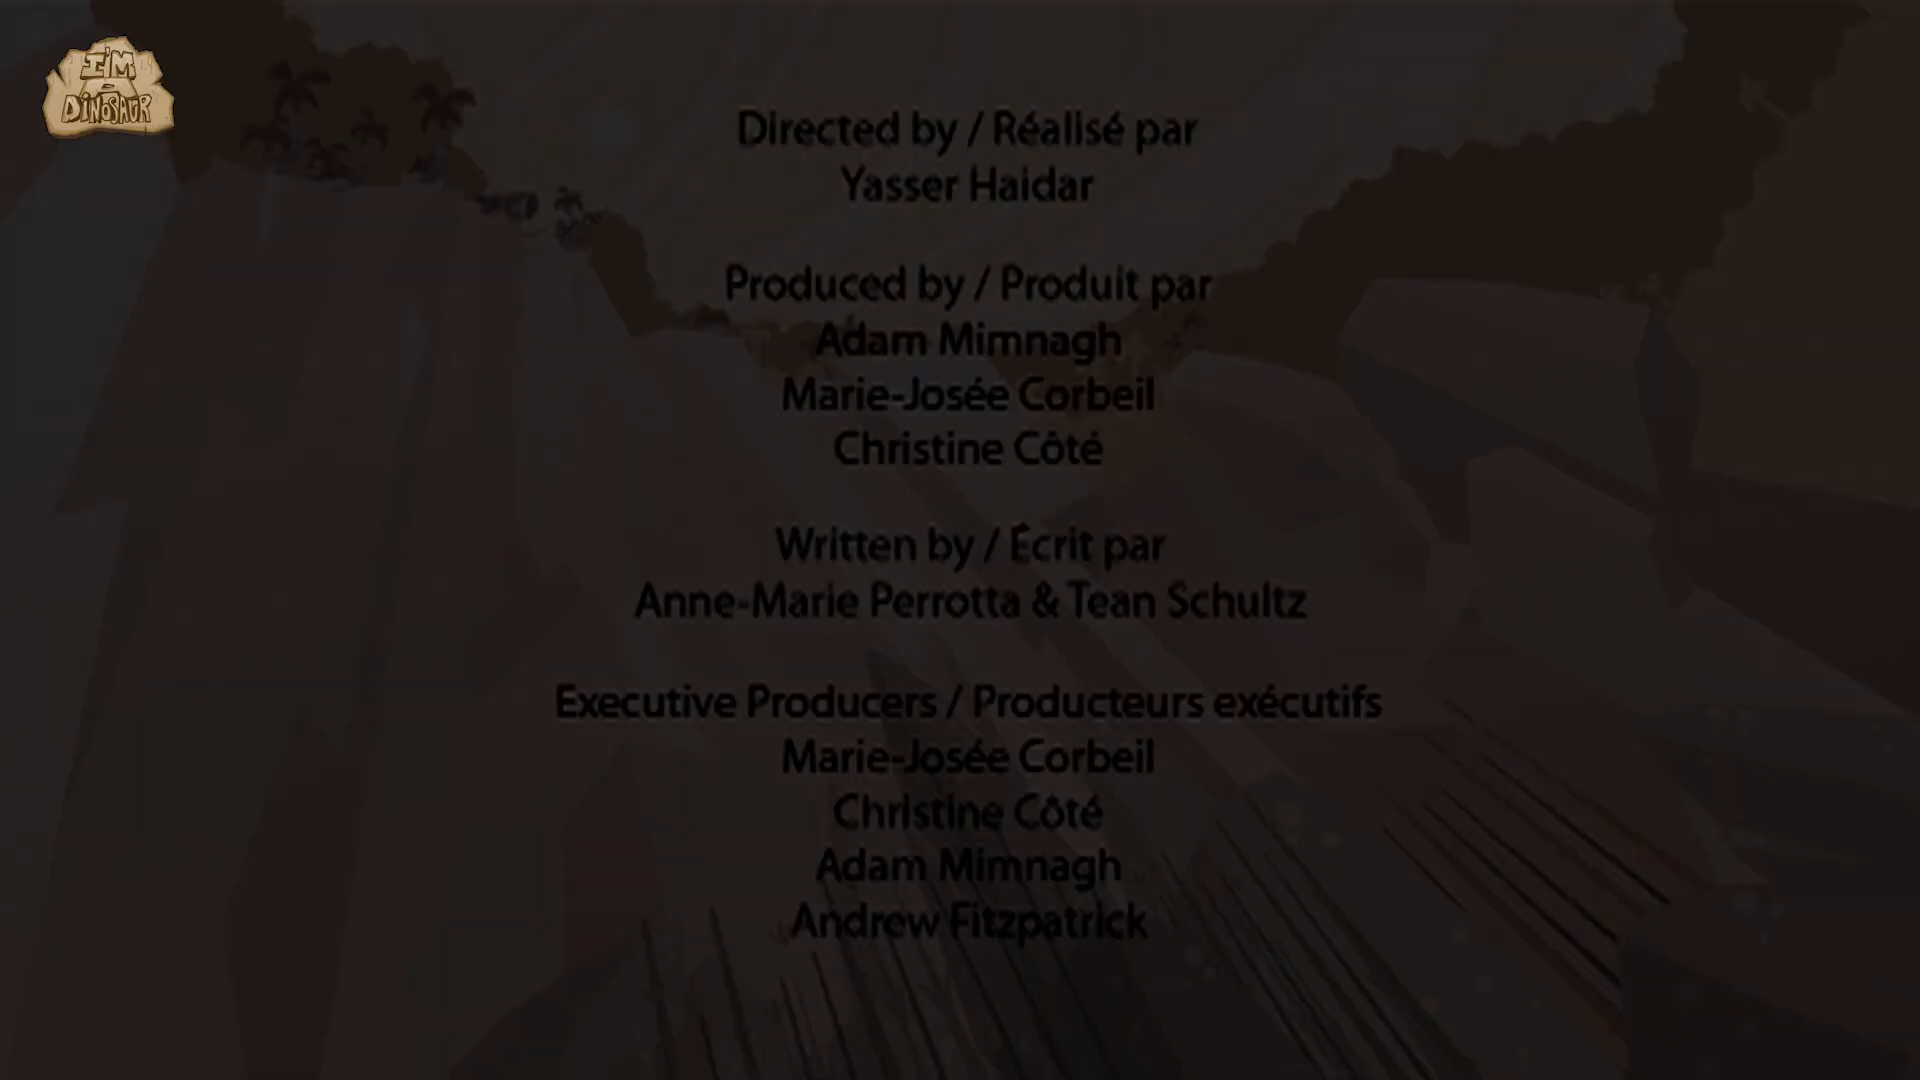 I'M
A
DINOSAUR
Directed by / Réalisé par
Yasser Haidar
Produced by / Produit par
Adam Mimnagh
Marie-Josée Corbeil
Christine Côté
Written by / Écrit par
Anne-Marie Perrotta & Tean Schultz
Executive Producers / Producteurs exécutifs
Marie-Josée Corbeil
Christine Côté
Adam Mimnagh
Andrew Fitzpatrick